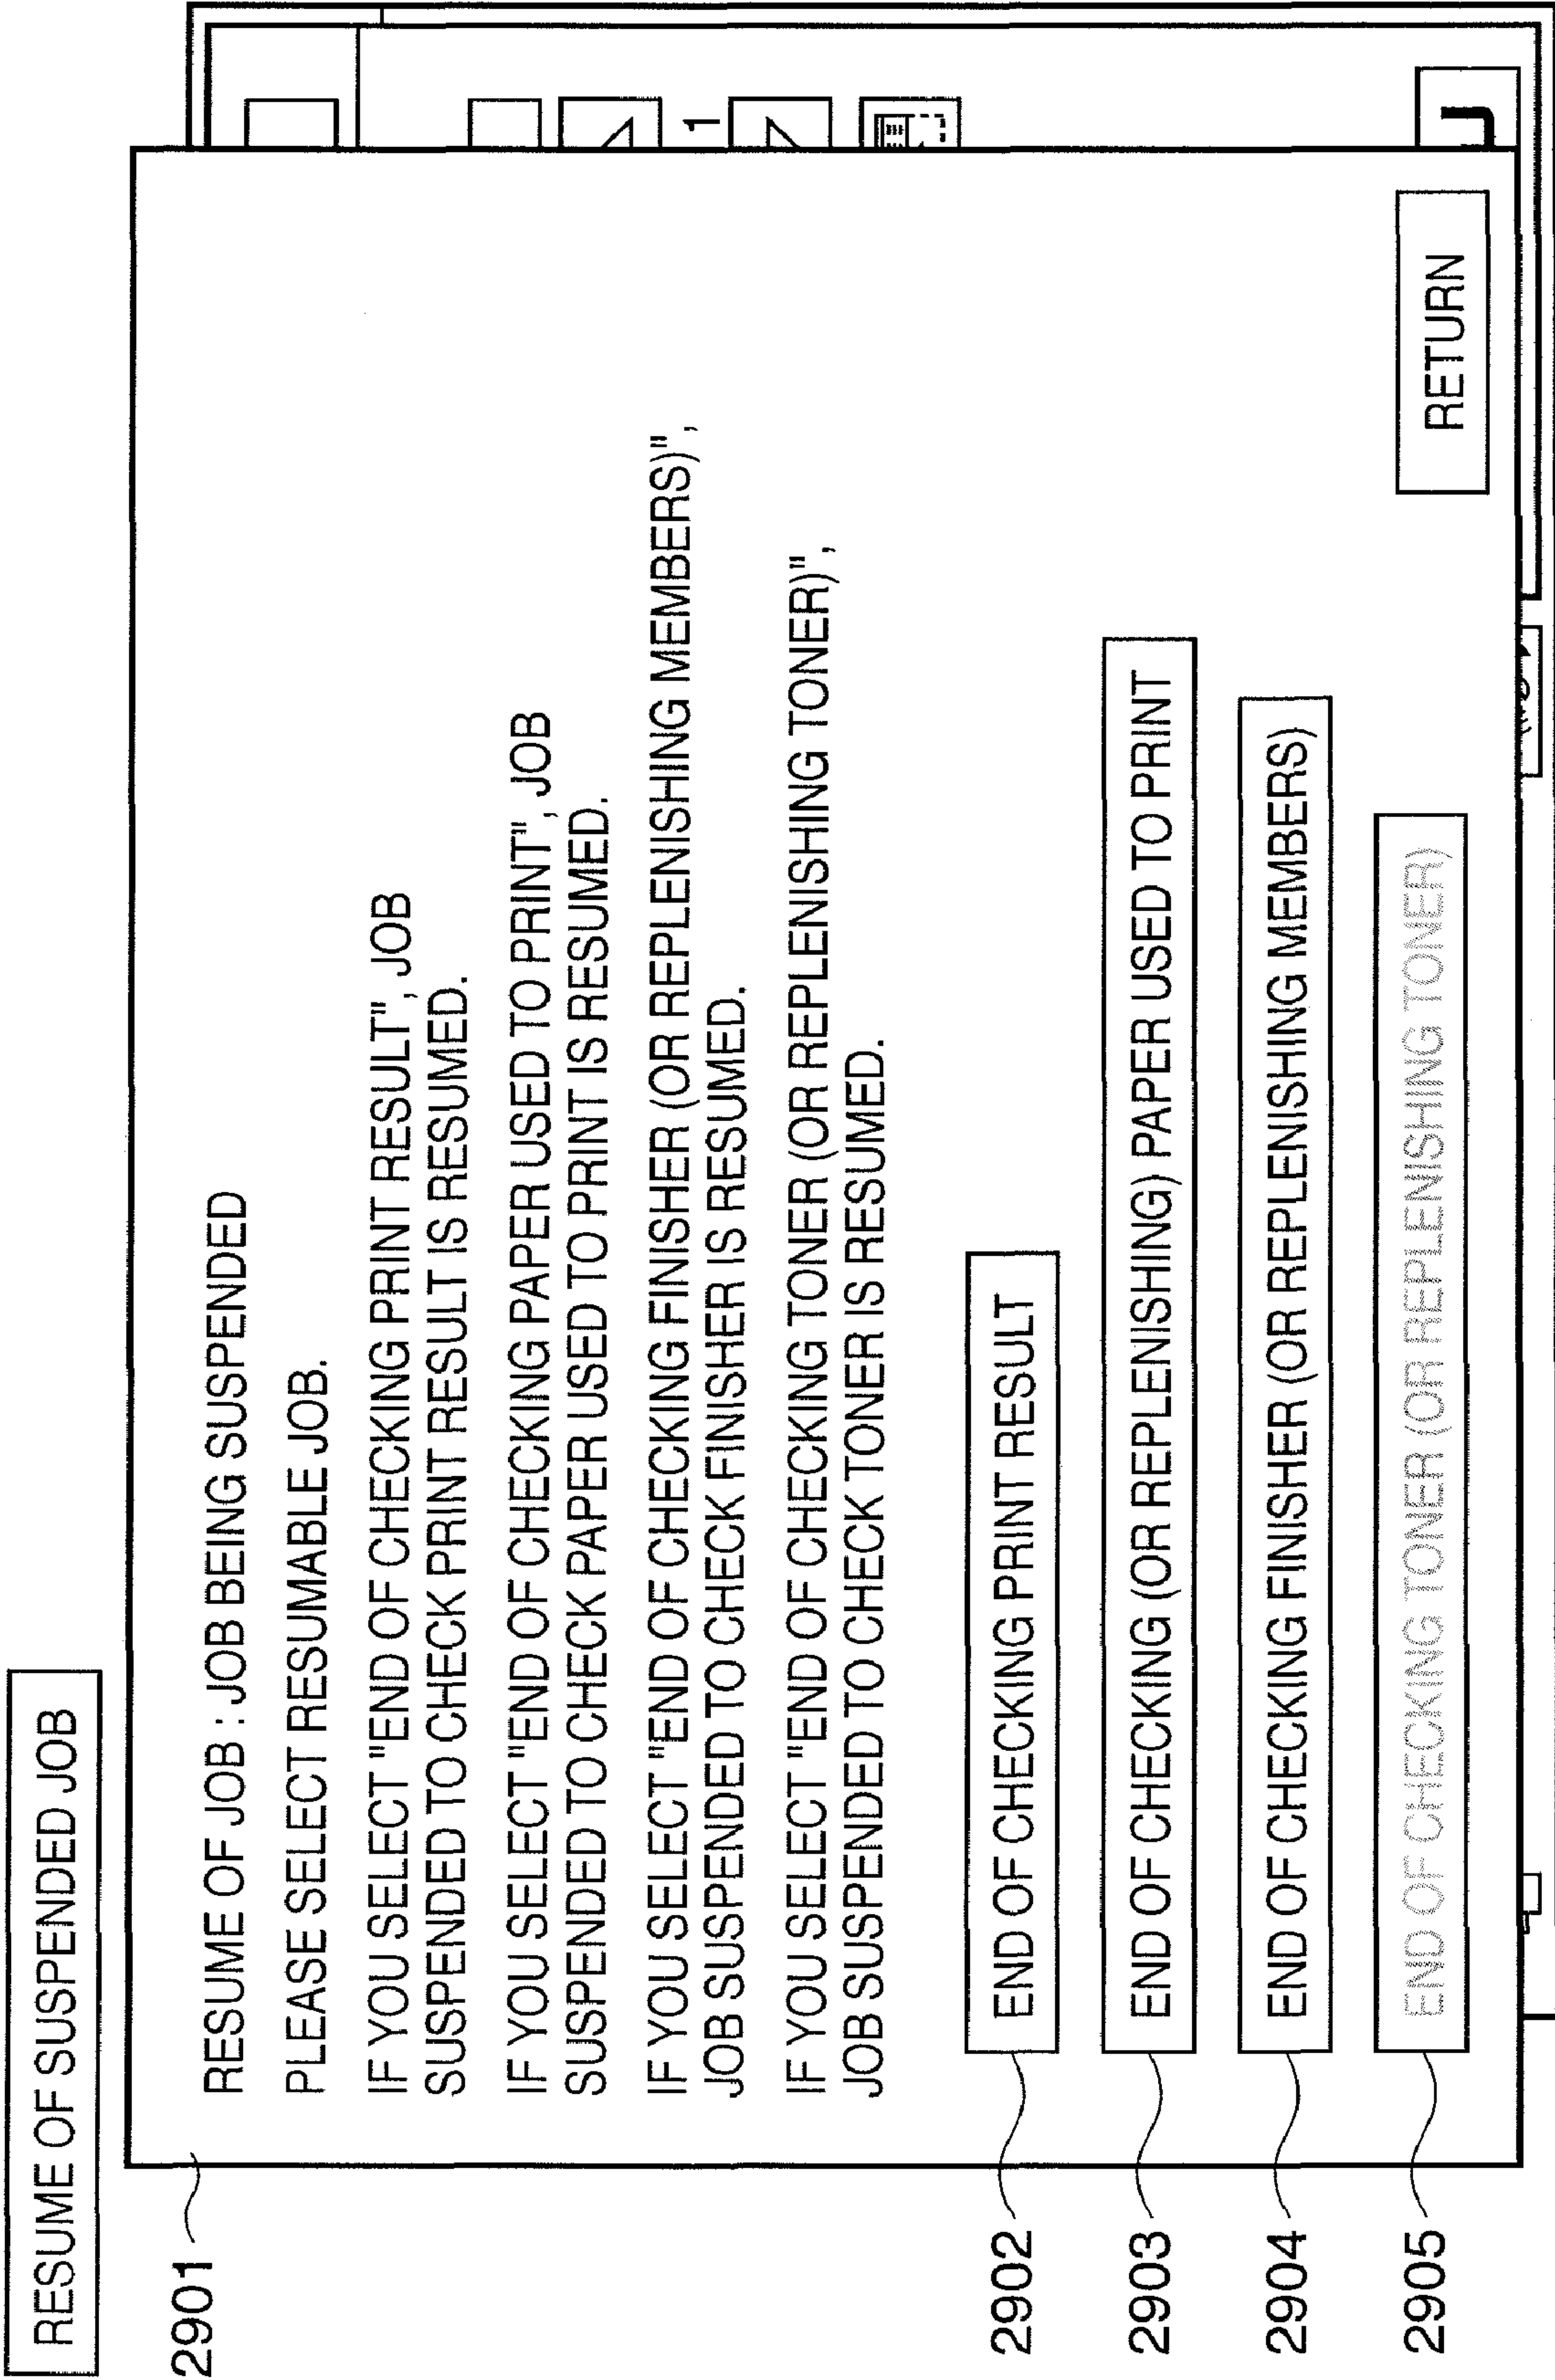 RESUME OF SUSPENDED JOB
2901
RESUME OF JOB : JOB BEING SUSPENDED
PLEASE SELECT RESUMABLE JOB.
IF YOU SELECT "END OF CHECKING PRINT RESULT", JOB
SUSPENDED TO CHECK PRINT RESULT IS RESUMED.
IF YOU SELECT "END OF CHECKING PAPER USED TO PRINT", JOB
SUSPENDED TO CHECK PAPER USED TO PRINT IS RESUMED.
IF YOU SELECT "END OF CHECKING FINISHER (OR REPLENISHING MEMBERS)",
JOB SUSPENDED TO CHECK FINISHER IS RESUMED.
IF YOU SELECT "END OF CHECKING TONER (OR REPLENISHING TONER)",
JOB SUSPENDED TO CHECK TONER IS RESUMED.
1
2902 END OF CHECKING PRINT RESULT
2903 END OF CHECKING (OR REPLENISHING) PAPER USED TO PRINT
2904 END OF CHECKING FINISHER (OR REPLENISHING MEMBERS)
2905 END OF CHECKING TONER (OR REPLENISHING TONER)
RETURN